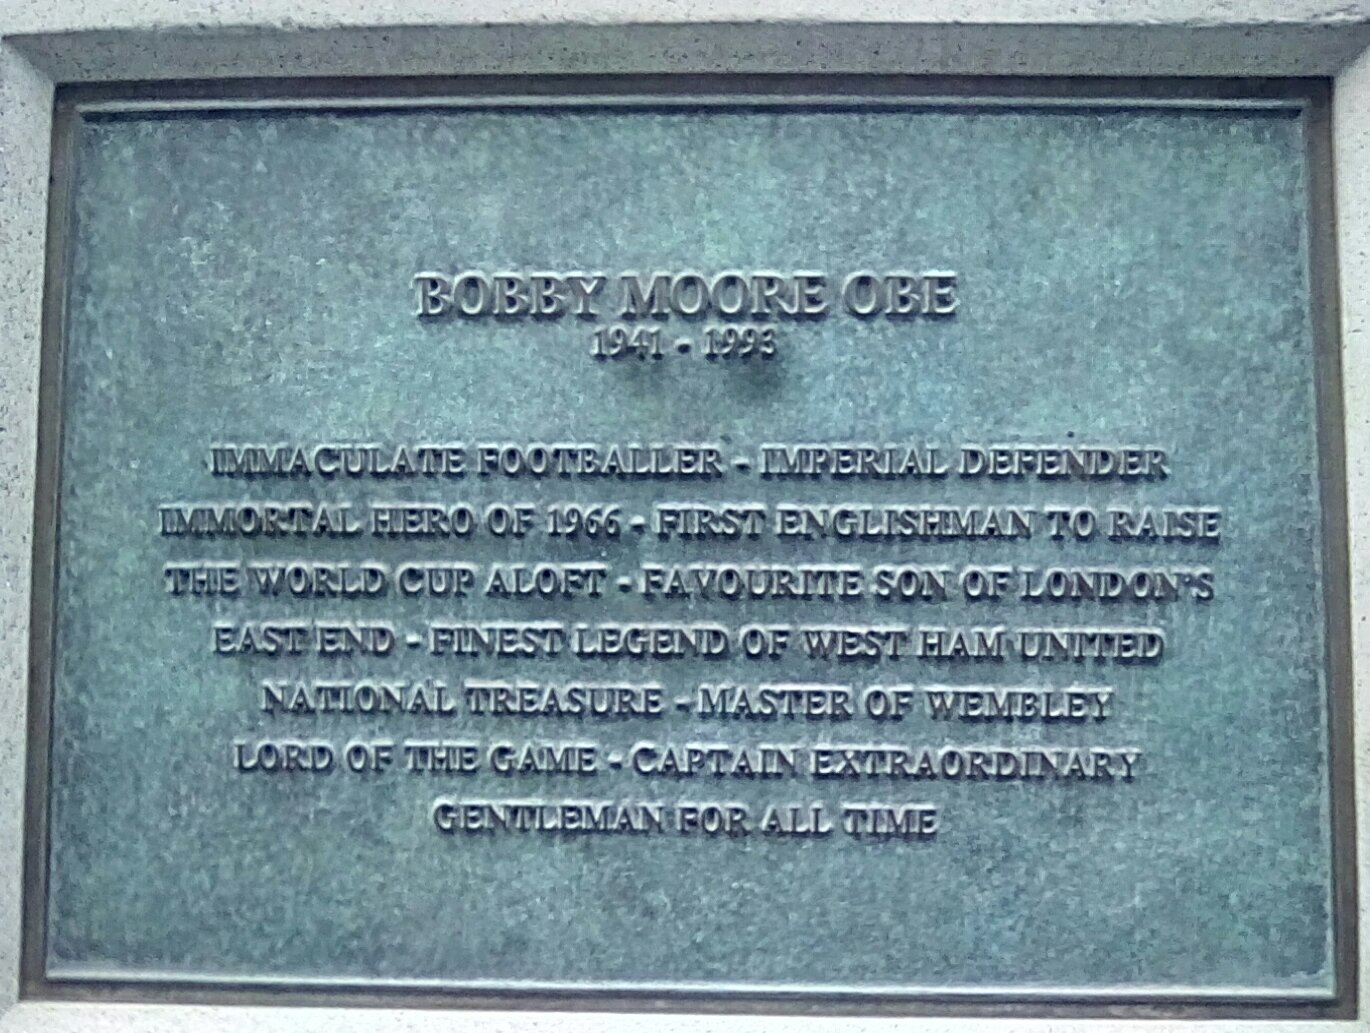 BOBBY MOORE OBE
1941 - 1993
IMMACULATE FOOTBALLER - IMPERIAL DEFENDER
IMMORTAL HERO OF 1966 - FIRST ENGLISHMAN TO RAISE
THE WORLD CUP ALOFT - FAVOURITE SON OF LONDON'S
EAST END - FINEST LEGEND OF WEST HAM UNITED
NATIONAL TREASURE - MASTER OF WEMBLEY
LORD OF THE GAME - CAPTAIN EXTRAORDINARY
GENTLEMAN FOR ALL TIME